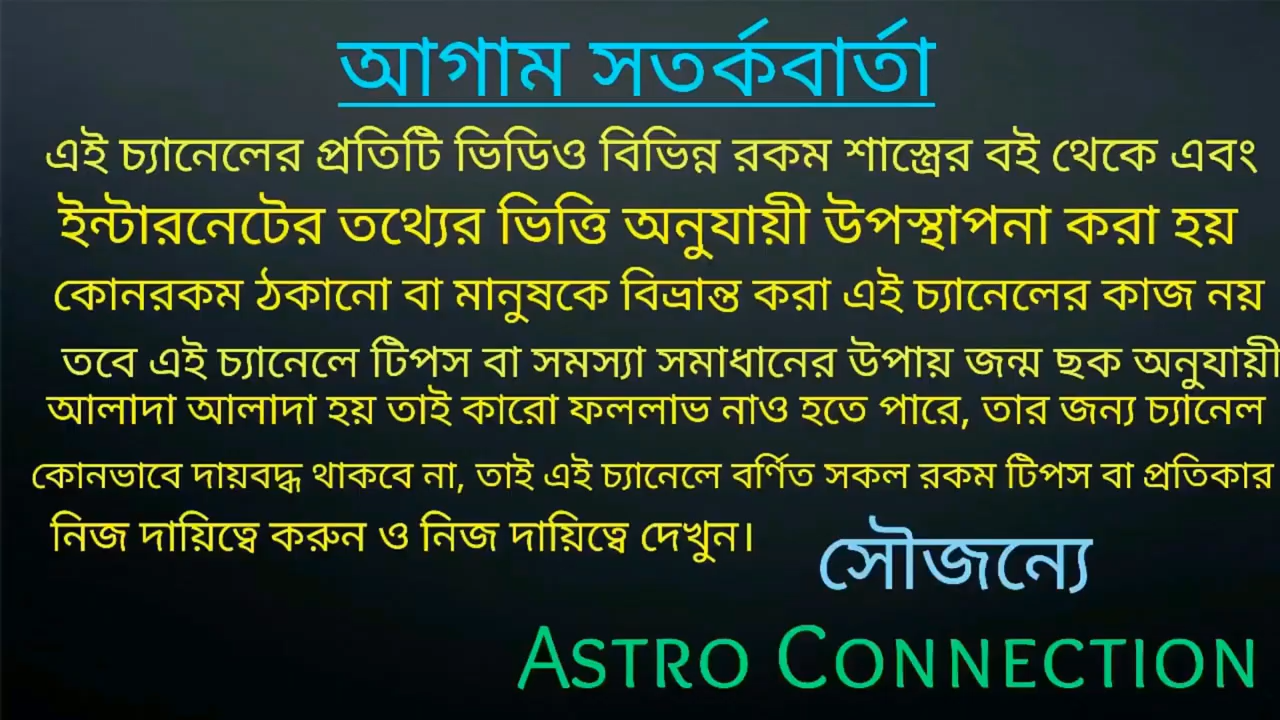 আগাম সতর্কবার্তা
এই চ্যানেলের প্রতিটি ভিডিও বিভিন্ন রকম শাস্ত্রের বই থেকে এবং
ইন্টারনেটের তথ্যের ভিত্তি অনুযায়ী উপস্থাপনা করা হয়
কোনরকম ঠকানো বা মানুষকে বিভ্রান্ত করা এই চ্যানেলের কাজ নয়
তবে এই চ্যানেলে টিপস বা সমস্যা সমাধানের উপায় জন্ম ছক অনুযায়ী
আলাদা আলাদা হয় তাই কারো ফললাভ নাও হতে পারে, তার জন্য চ্যানেল
কোনভাবে দায়বদ্ধ থাকবে না, তাই এই চ্যানেলে বর্ণিত সকল রকম টিপস বা প্রতিকার
নিজ দায়িত্বে করুন ও নিজ দায়িত্বে দেখুন।
সৌজন্যে
ASTRO CONNECTION